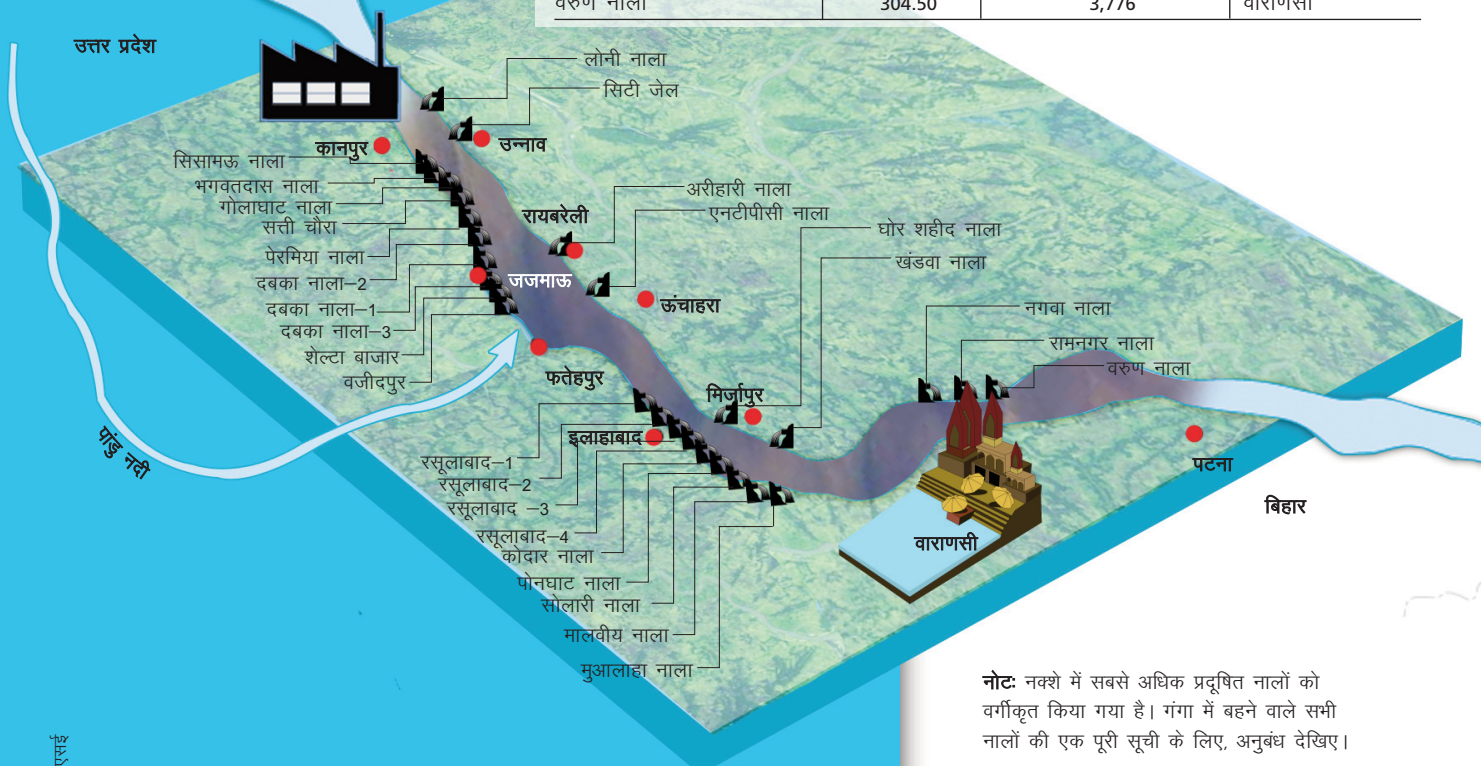 वरुण नाला 304.50 3,776 वाराणसी
उत्तर प्रदेश
लोनी नाला
सिटी जेल
कानपुर
उन्नाव
सिसामऊ नाला
भगवतदास नाला
गोलाघाट नाला
सत्ती चौरा
पेरमिया नाला
दबका नाला–2
दबका नाला–1
दबका नाला–3
शेल्टा बाजार
वजीदपुर
रायबरेली
अरीहारी नाला
एनटीपीसी नाला
जजमाऊ
ऊंचाहरा
घोर शहीद नाला
खंडवा नाला
फतेहपुर
मिर्जापुर
नगवा नाला
रामनगर नाला
वरुण नाला
पांडु नदी
इलाहाबाद
रसूलाबाद–1
रसूलाबाद–2
रसूलाबाद –3
रसूलाबाद–4
कोदार नाला
पोनघाट नाला
सोलारी नाला
मालवीय नाला
मुआलाहा नाला
वाराणसी
पटना
बिहार
नोटः नक्शे में सबसे अधिक प्रदूषित नालों को
वर्गीकृत किया गया है। गंगा में बहने वाले सभी
नालों की एक पूरी सूची के लिए, अनुबंध देखिए।
एसई